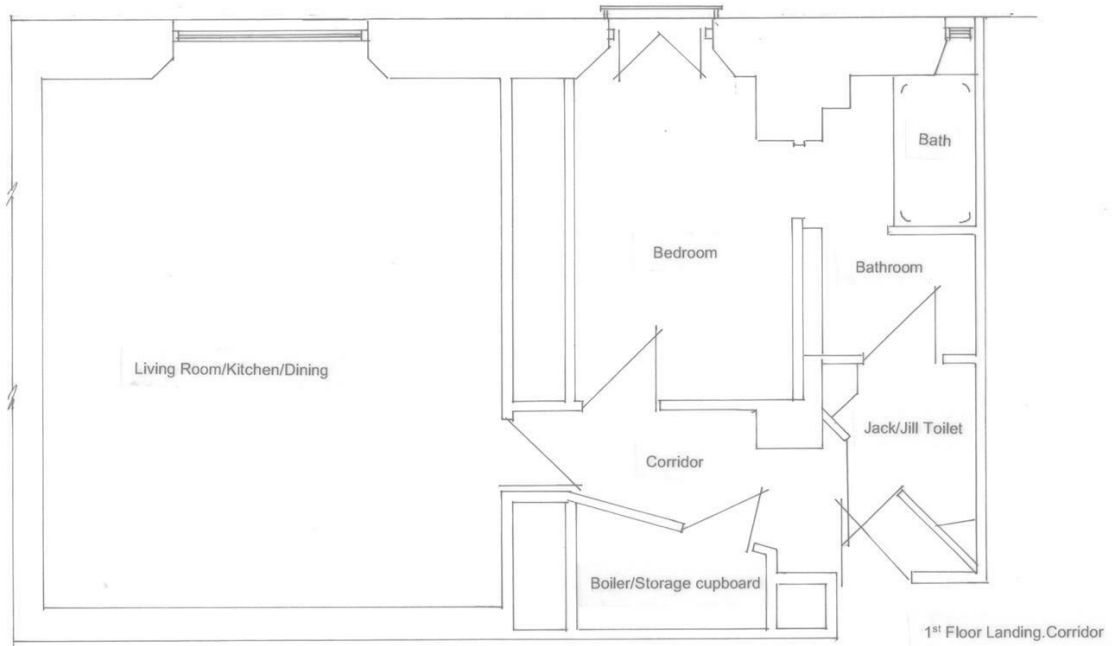 Bath
Bedroom
Bathroom
Living Room/Kitchen/Dining
Jack/Jill Toilet
Corridor
Boiler/Storage cupboard
1st Floor Landing.Corridor